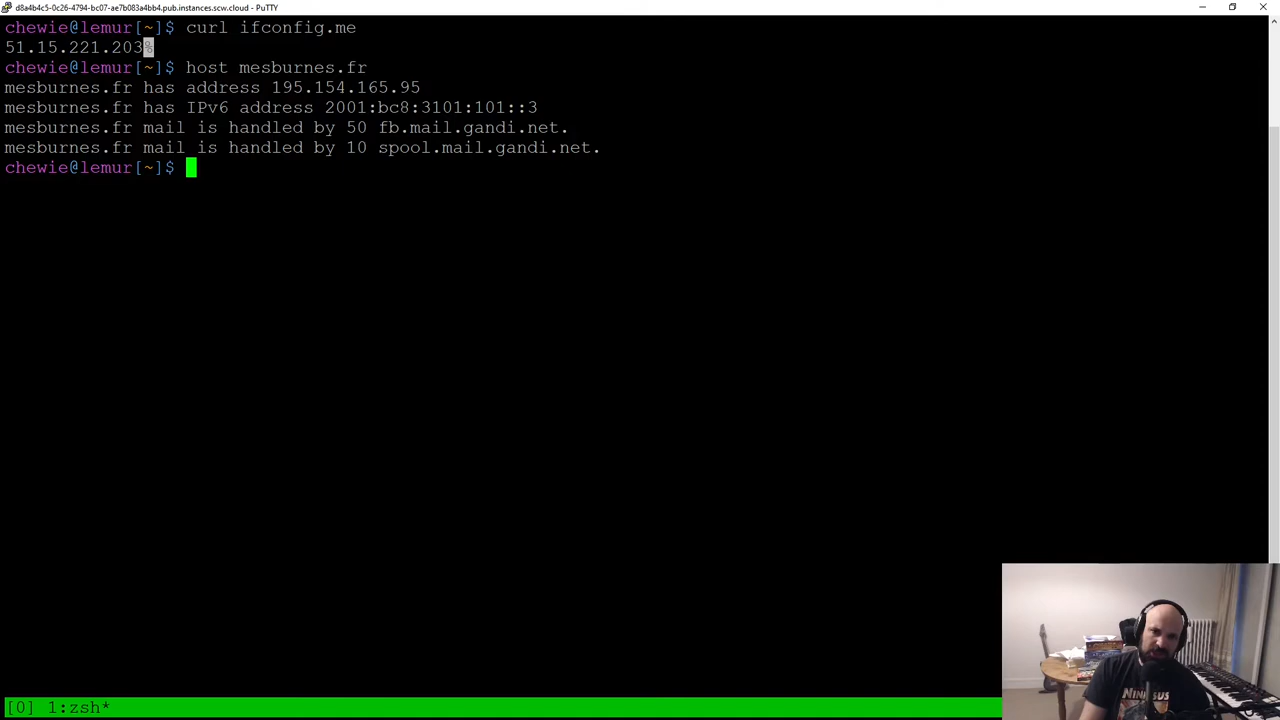 d8a4b4c5-0c26-4794-bc07-ae7b083a4bb4.pub.instances.scw.cloud - PuTTY
chewie@lemur[~]$ curl ifconfig.me
51.15.221.203%
chewie@lemur[~]$ host mesburnes.fr
mesburnes.fr has address 195.154.165.95
mesburnes.fr has IPv6 address 2001:bc8:3101:101::3
mesburnes.fr mail is handled by 50 fb.mail.gandi.net.
mesburnes.fr mail is handled by 10 spool.mail.gandi.net.
chewie@lemur[~]$
[0] 1:zsh*